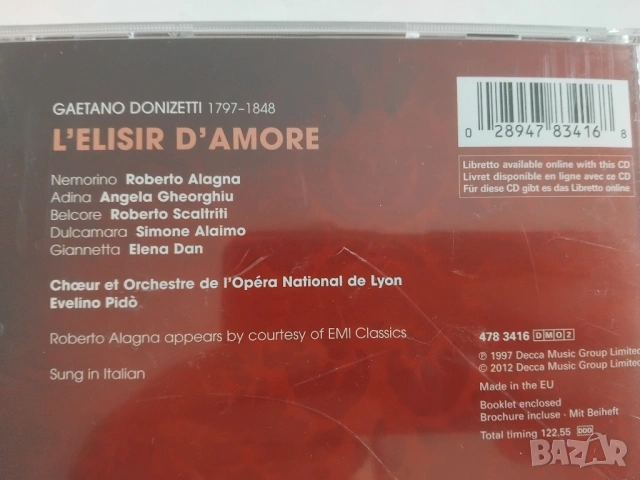 GAETANO DONIZETTI 1797–1848
L'ELISIR D'AMORE
Nemorino Roberto Alagna
Adina Angela Gheorghiu
Belcore Roberto Scaltriti
Dulcamara Simone Alaimo
Giannetta Elena Dan
Chœur et Orchestre de l'Opéra National de Lyon
Evelino Pidò
Roberto Alagna appears by courtesy of EMI Classics
Sung in Italian
0 28947 83416 8
Libretto available online with this CD
Livret disponible en ligne avec ce CD
Für diese CD gibt es das Libretto online
478 3416 DM02
℗ 1997 Decca Music Group Limited
© 2012 Decca Music Group Limited
Made in the EU
Booklet enclosed
Brochure incluse · Mit Beiheft
Total timing 122.55 DDD
BAZAR